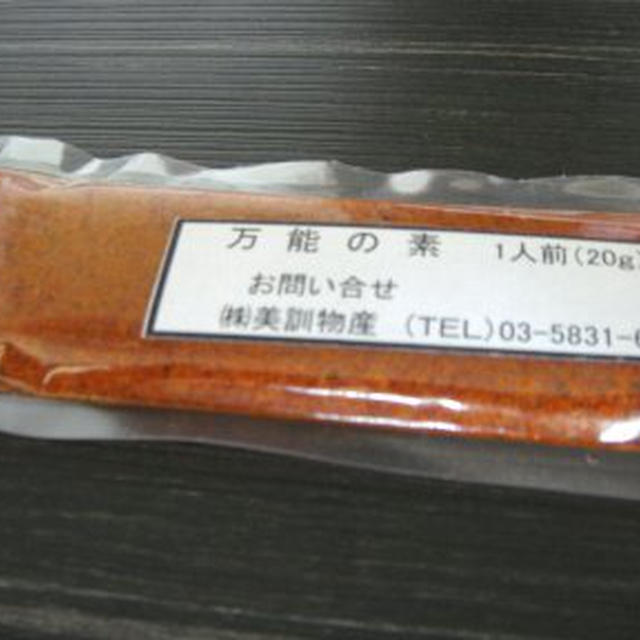 万能の素 1人前(20g)
お問い合せ
㈱美訓物産 (TEL)03-5831-6